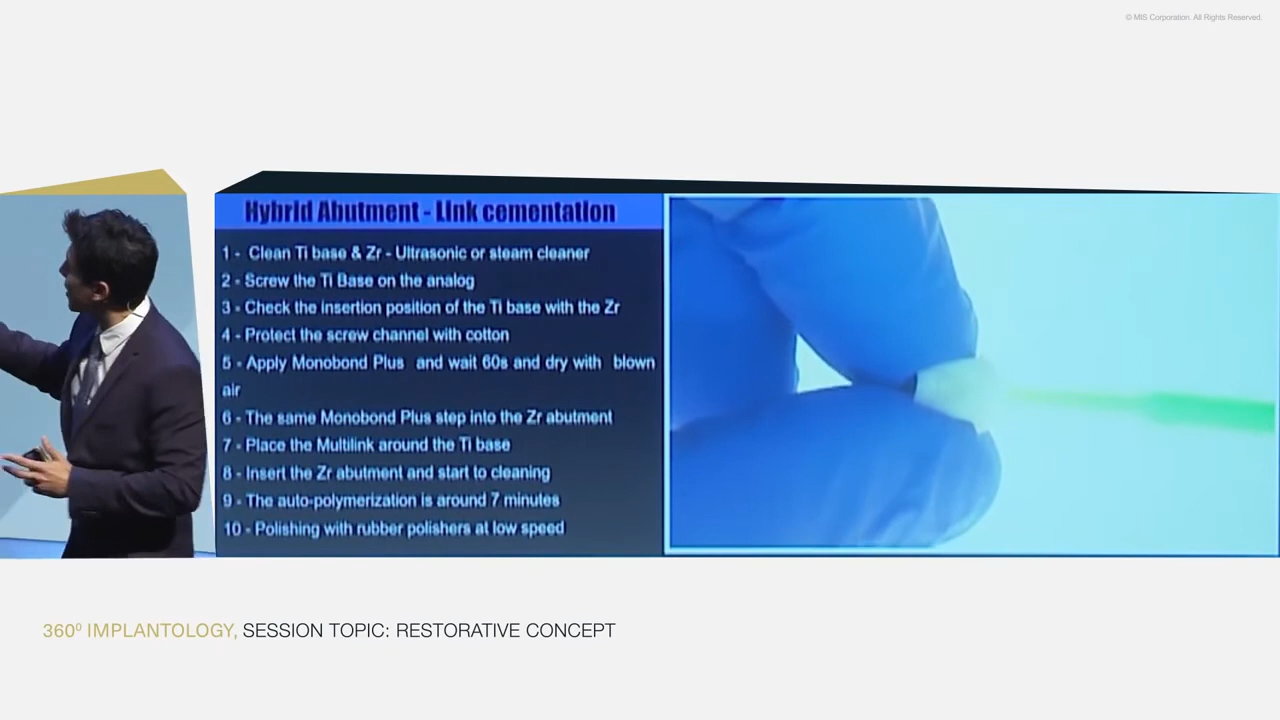 © MIS Corporation. All Rights Reserved.
Hybrid Abutment - Link cementation
1 - Clean Ti base & Zr - Ultrasonic or steam cleaner
2 - Screw the Ti Base on the analog
3 - Check the insertion position of the Ti base with the Zr
4 - Protect the screw channel with cotton
5 - Apply Monobond Plus and wait 60s and dry with blown
air
6 - The same Monobond Plus step into the Zr abutment
7 - Place the Multilink around the Ti base
8 - Insert the Zr abutment and start to cleaning
9 - The auto-polymerization is around 7 minutes
10 - Polishing with rubber polishers at low speed
360⁰ IMPLANTOLOGY, SESSION TOPIC: RESTORATIVE CONCEPT